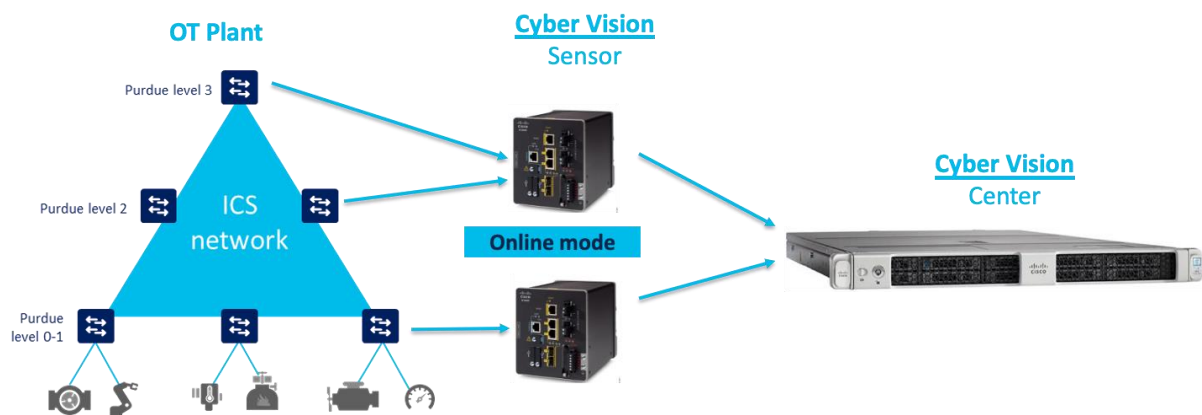 OT Plant
Cyber Vision
Sensor
Purdue level 3
Purdue level 2
ICS
network
Online mode
Cyber Vision
Center
Purdue
level 0-1
CISCO